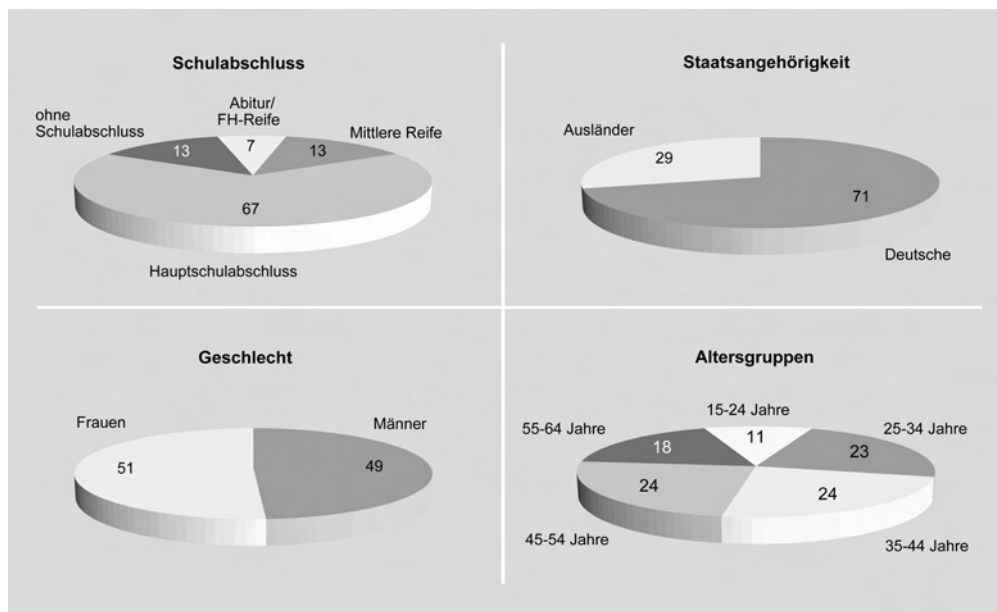 Schulabschluss
ohne
Schulabschluss
Abitur/
FH-Reife
Mittlere Reife
13
7
13
67
Hauptschulabschluss
Staatsangehörigkeit
Ausländer
29
71
Deutsche
Geschlecht
Frauen
Männer
51
49
Altersgruppen
15-24 Jahre
55-64 Jahre
25-34 Jahre
11
18
23
24
24
45-54 Jahre
35-44 Jahre